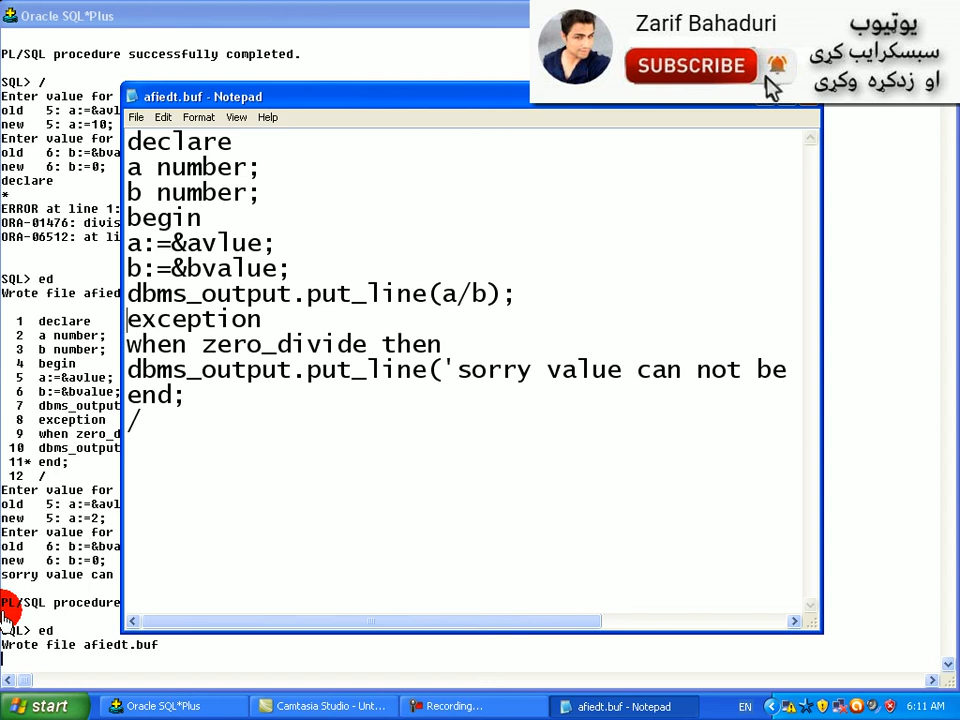 Oracle SQL*Plus
PL/SQL procedure successfully completed.
SQL> /
Enter value for
old 5: a:=&avl
new 5: a:=10;
Enter value for
old 6: b:=&bva
new 6: b:=0;
declare
*
ERROR at line 1:
ORA-01476: divis
ORA-06512: at li
SQL> ed
Wrote file afied
1 declare
2 a number;
3 b number;
4 begin
5 a:=&avlue;
6 b:=&bvalue;
7 dbms_output
8 exception
9 when zero_d
10 dbms_output
11* end;
12 /
Enter value for
old 5: a:=&avl
new 5: a:=2;
Enter value for
old 6: b:=&bva
new 6: b:=0;
sorry value can
PL/SQL procedure
SQL> ed
Wrote file afiedt.buf
afiedt.buf - Notepad
File Edit Format View Help
declare
a number;
b number;
begin
a:=&avlue;
b:=&bvalue;
dbms_output.put_line(a/b);
exception
when zero_divide then
dbms_output.put_line('sorry value can not be
end;
/
Zarif Bahaduri
SUBSCRIBE
یوټیوب
سبسکرایب کړی
او زدکړه وکړی
start
Oracle SQL*Plus
Camtasia Studio - Unt...
Recording...
afiedt.buf - Notepad
EN
6:11 AM